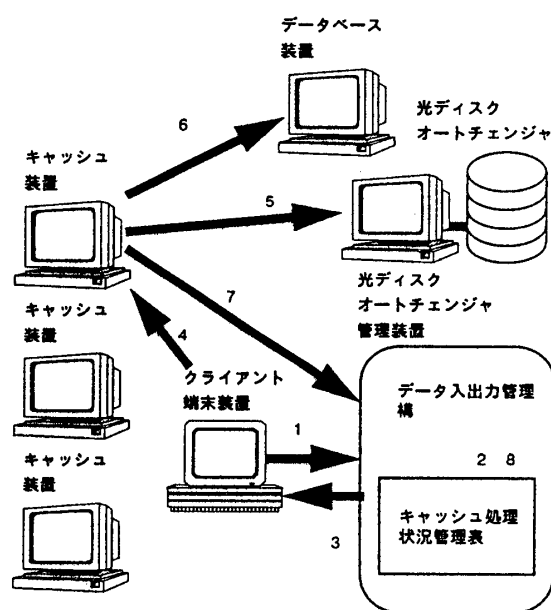 データベース
装置
光ディスク
オートチェンジャ
6
キャッシュ
装置
5
光ディスク
オートチェンジャ
管理装置
7
キャッシュ
装置
4
クライアント
端末装置
1
データ入出力管理
構
2 8
キャッシュ処理
状況管理表
3
キャッシュ
装置